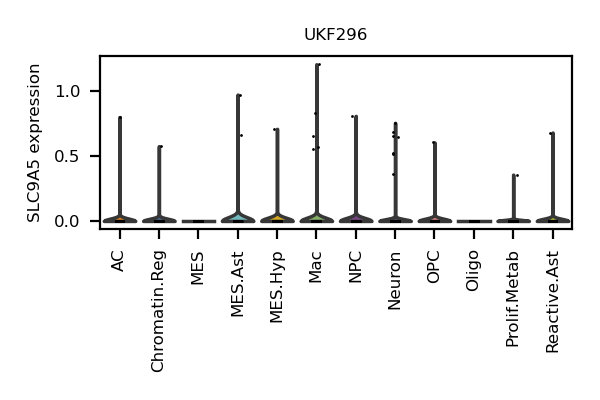 UKF296
SLC9A5 expression
1.0
0.5
0.0
AC
Chromatin.Reg
MES
MES.Ast
MES.Hyp
Mac
NPC
Neuron
OPC
Oligo
Prolif.Metab
Reactive.Ast